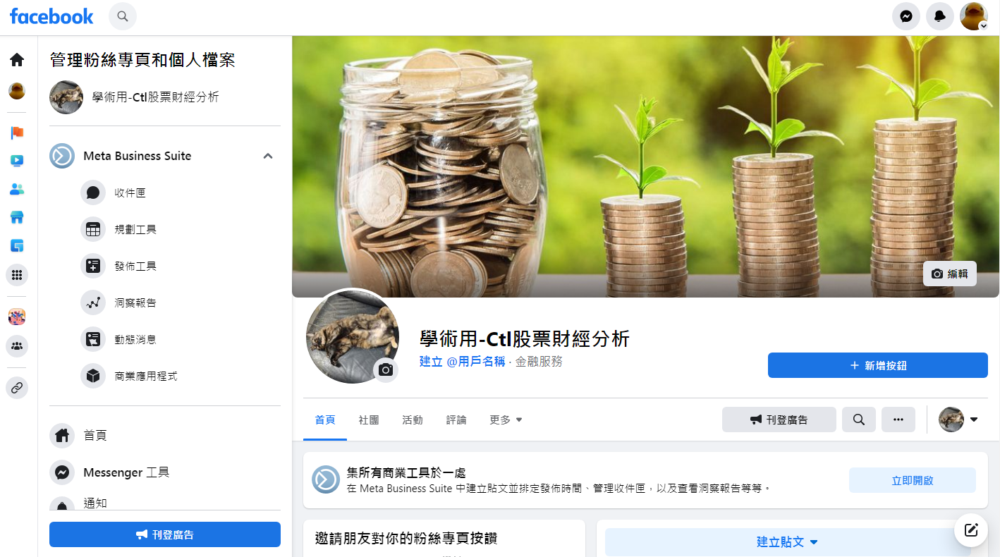 facebook
管理粉絲專頁和個人檔案
學術用-Ctl股票財經分析
Meta Business Suite
收件匣
規劃工具
發佈工具
洞察報告
動態消息
商業應用程式
首頁
Messenger 工具
通知
刊登廣告
編輯
學術用-Ctl股票財經分析
建立 @用戶名稱 · 金融服務
+ 新增按鈕
首頁 社團 活動 評論 更多
刊登廣告
集所有商業工具於一處
在 Meta Business Suite 中建立貼文並排定發佈時間、管理收件匣，以及查看洞察報告等等。
立即開啟
邀請朋友對你的粉絲專頁按讚
建立貼文